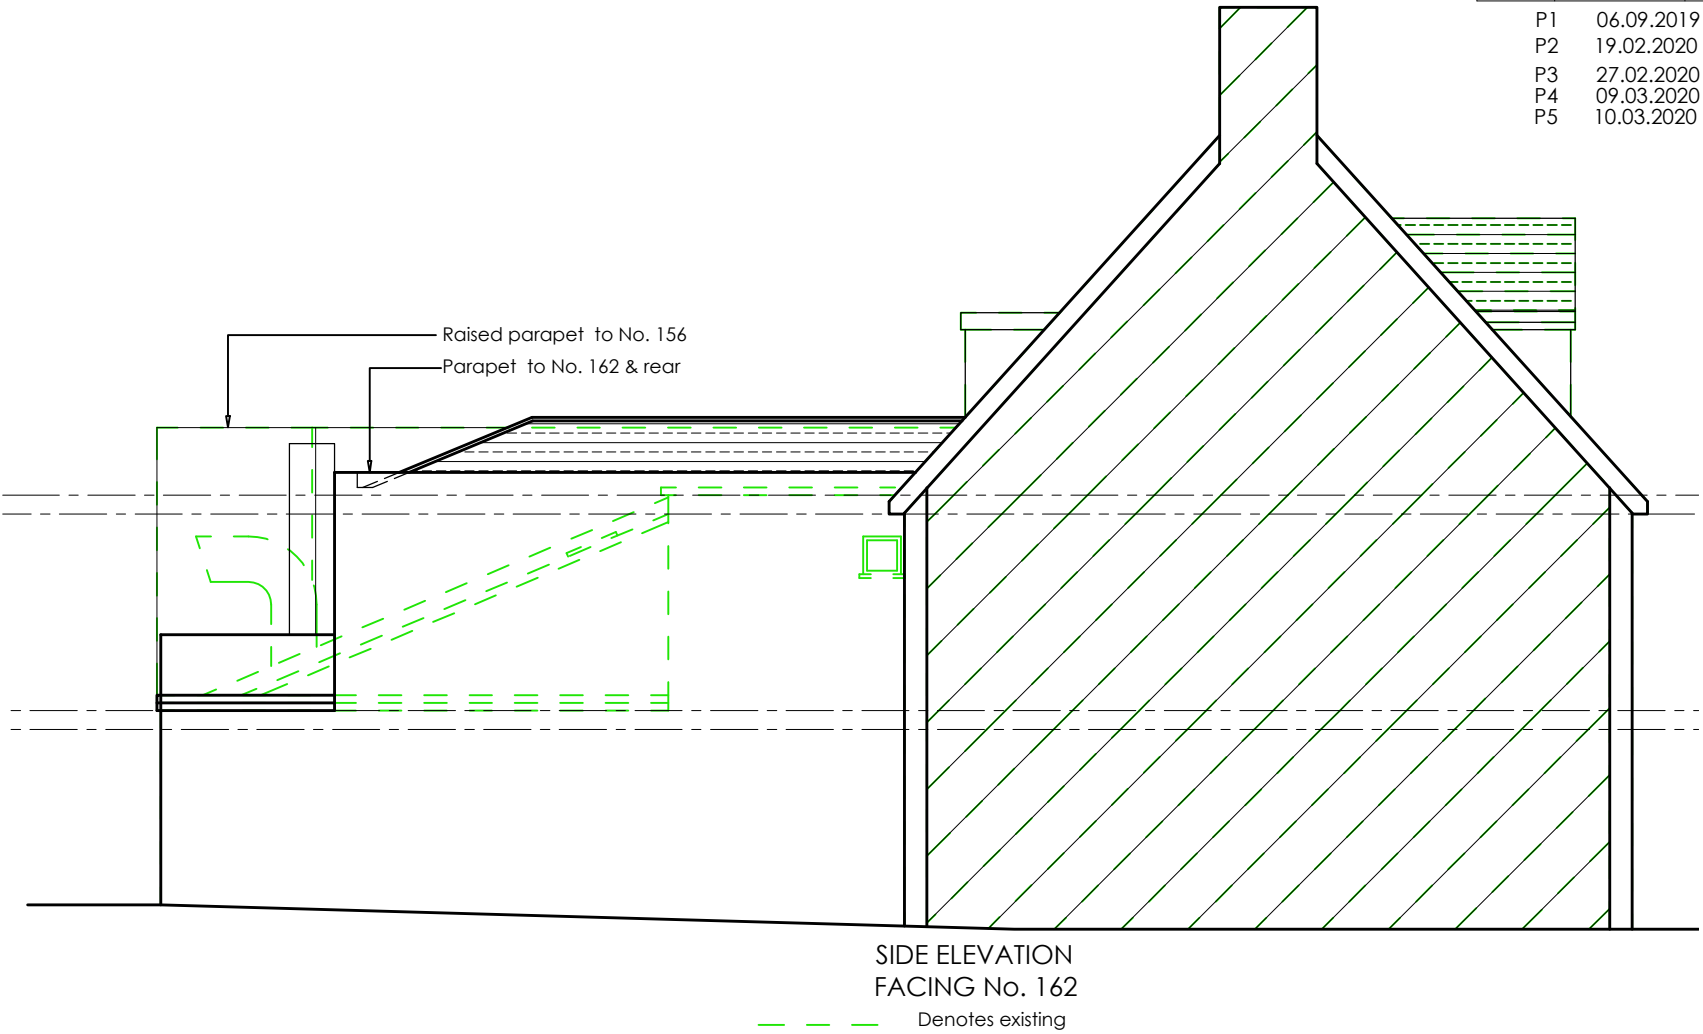 P1 06.09.2019
P2 19.02.2020
P3 27.02.2020
P4 09.03.2020
P5 10.03.2020
Raised parapet to No. 156
Parapet to No. 162 & rear
SIDE ELEVATION
FACING No. 162
Denotes existing